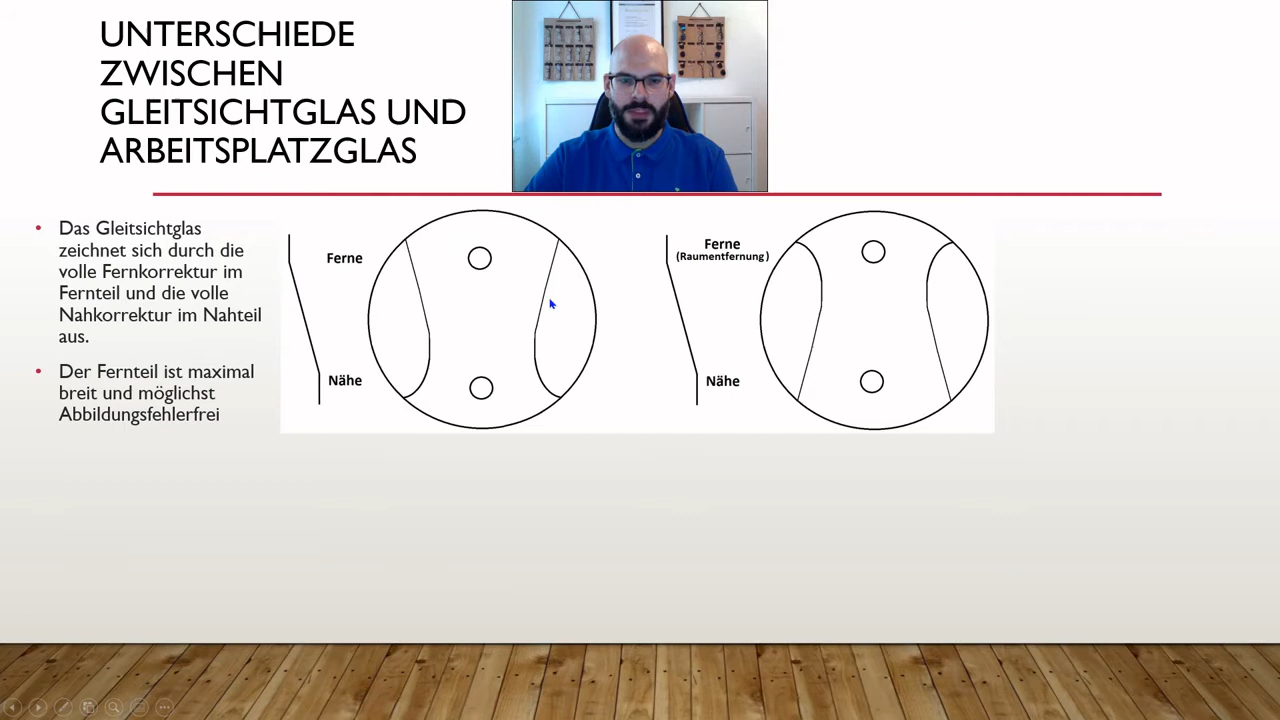 UNTERSCHIEDE
ZWISCHEN
GLEITSICHTGLAS UND
ARBEITSPLATZGLAS
• Das Gleitsichtglas
zeichnet sich durch die
volle Fernkorrektur im
Fernteil und die volle
Nahkorrektur im Nahteil
aus.
• Der Fernteil ist maximal
breit und möglichst
Abbildungsfehlerfrei
Ferne
Nähe
Ferne
(Raumentfernung)
Nähe